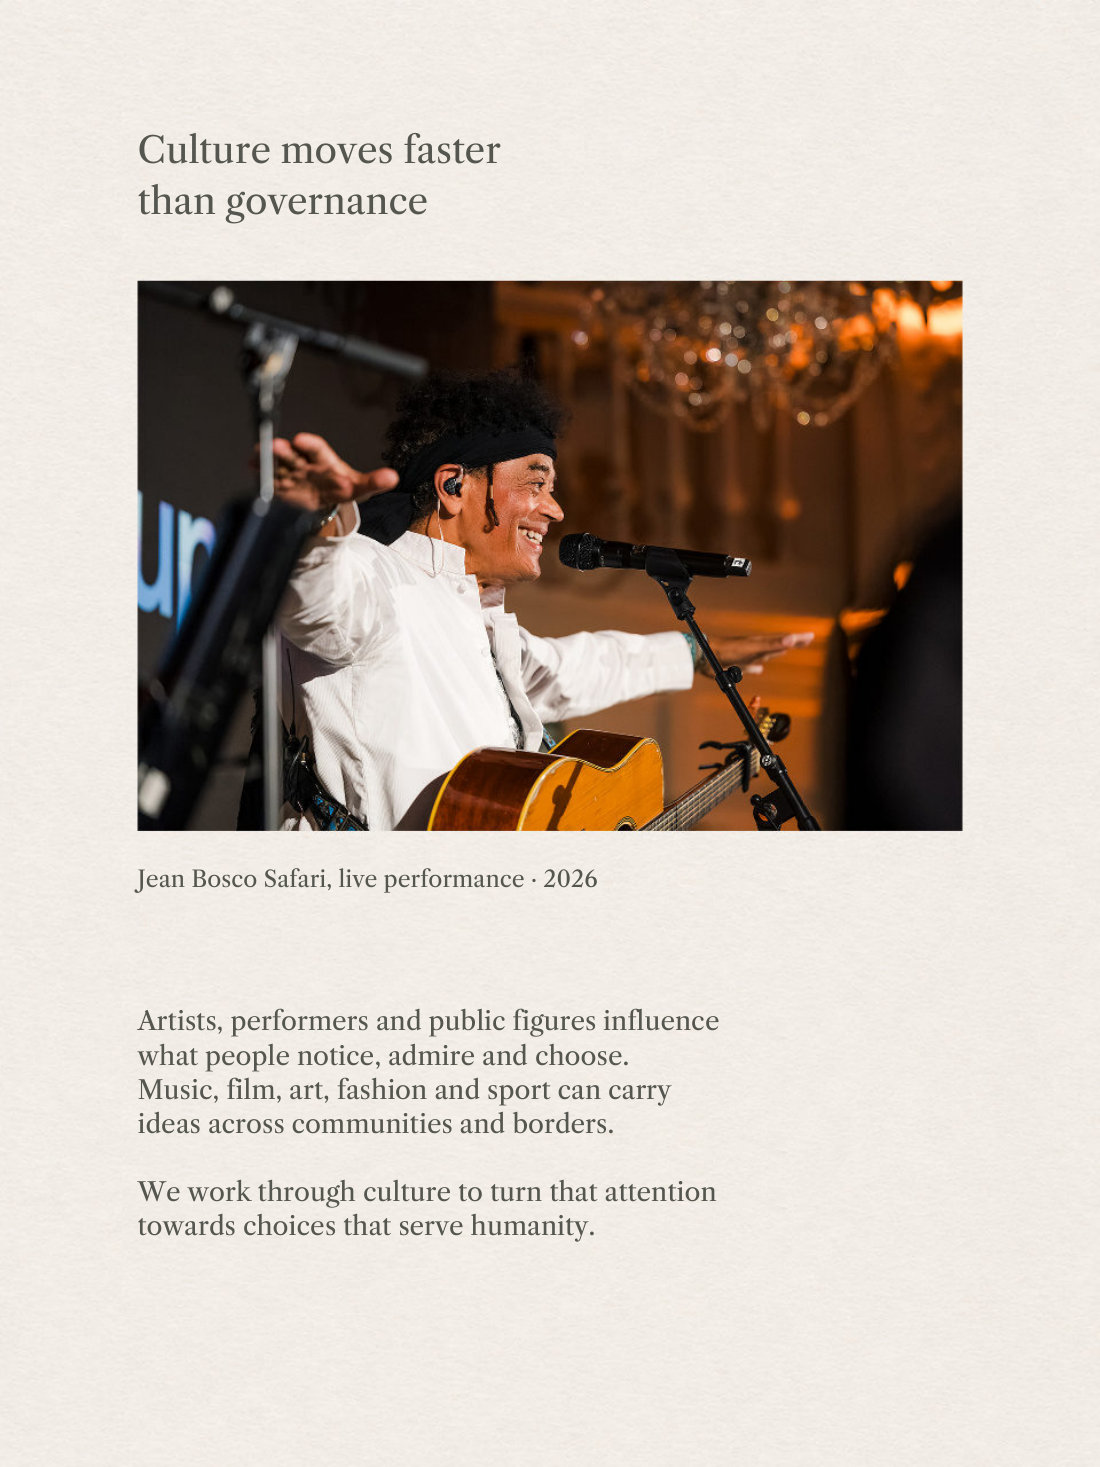 Culture moves faster
than governance
un
Jean Bosco Safari, live performance · 2026
Artists, performers and public figures influence
what people notice, admire and choose.
Music, film, art, fashion and sport can carry
ideas across communities and borders.
We work through culture to turn that attention
towards choices that serve humanity.